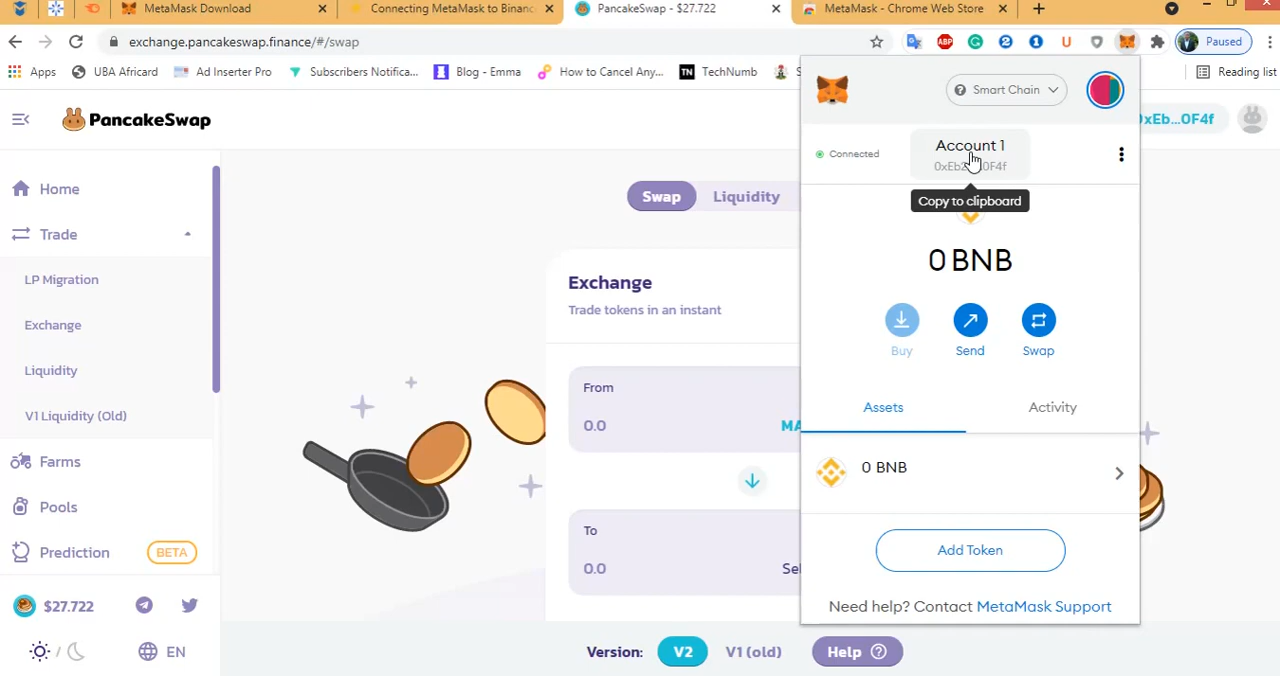 MetaMask Download
Connecting MetaMask to Binanc
PancakeSwap - $27.722
MetaMask - Chrome Web Store
exchange.pancakeswap.finance/#/swap
ABP
Paused
Apps
UBA Africard
Ad Inserter Pro
Subscribers Notifica...
Blog - Emma
How to Cancel Any...
TN
TechNumb
Reading list
PancakeSwap
Smart Chain
0xEb...0F4f
Connected
Account 1
0F4f
Copy to clipboard
Home
Trade
LP Migration
Exchange
Liquidity
V1 Liquidity (Old)
Farms
Pools
Prediction
BETA
$27.722
EN
Swap
Liquidity
Exchange
Trade tokens in an instant
From
0.0
To
0.0
0 BNB
Buy
Send
Swap
Assets
Activity
0 BNB
Add Token
Need help? Contact MetaMask Support
Version:
V2
V1 (old)
Help